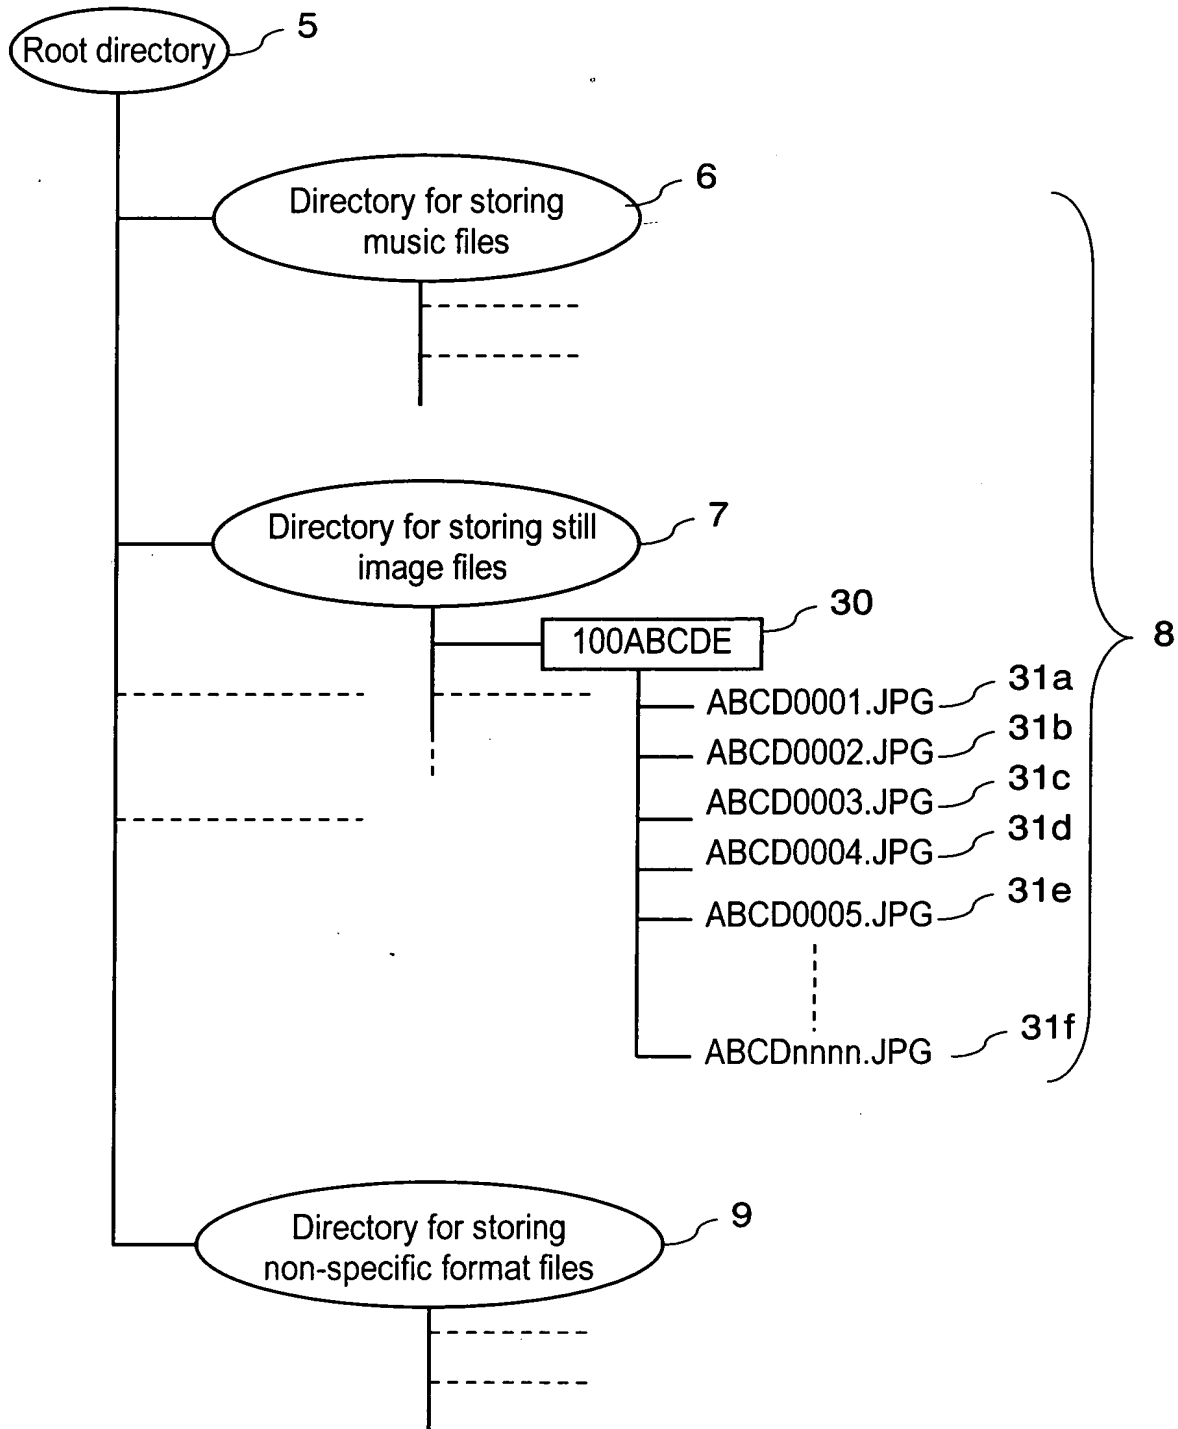 Root directory
5
Directory for storing
music files
6
Directory for storing still
image files
7
8
100ABCDE
30
ABCD0001.JPG
31a
ABCD0002.JPG
31b
ABCD0003.JPG
31c
ABCD0004.JPG
31d
ABCD0005.JPG
31e
ABCDnnnn.JPG
31f
Directory for storing
non-specific format files
9